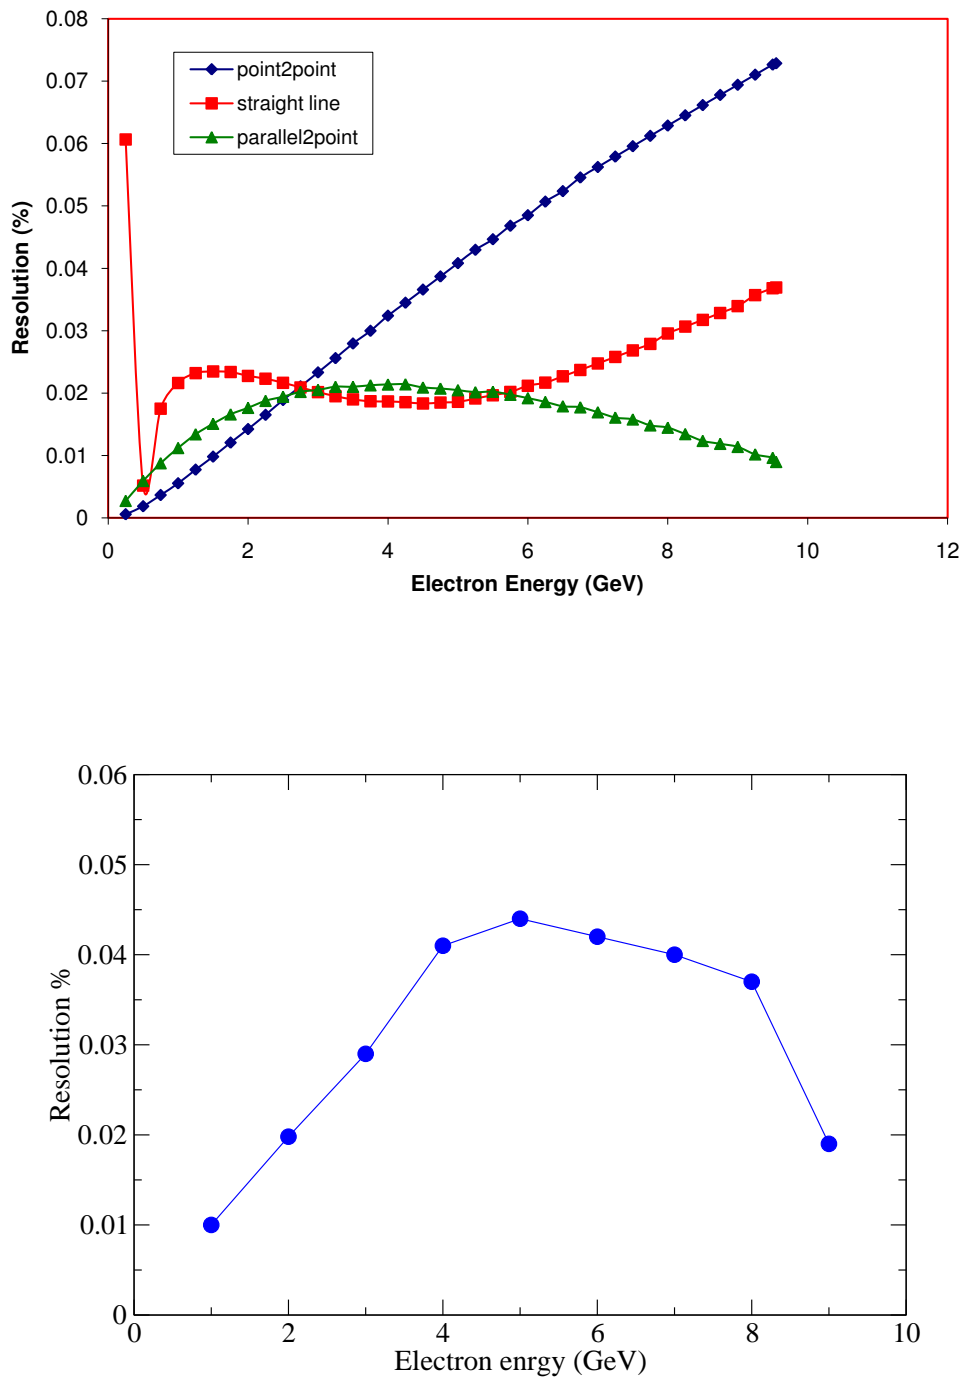 0.08
0.07
0.06
0.05
0.04
0.03
0.02
0.01
0
Resolution (%)
point2point
straight line
parallel2point
0 2 4 6 8 10 12
Electron Energy (GeV)
0.06
0.05
0.04
0.03
0.02
0.01
0
Resolution %
0 2 4 6 8 10
Electron enrgy (GeV)